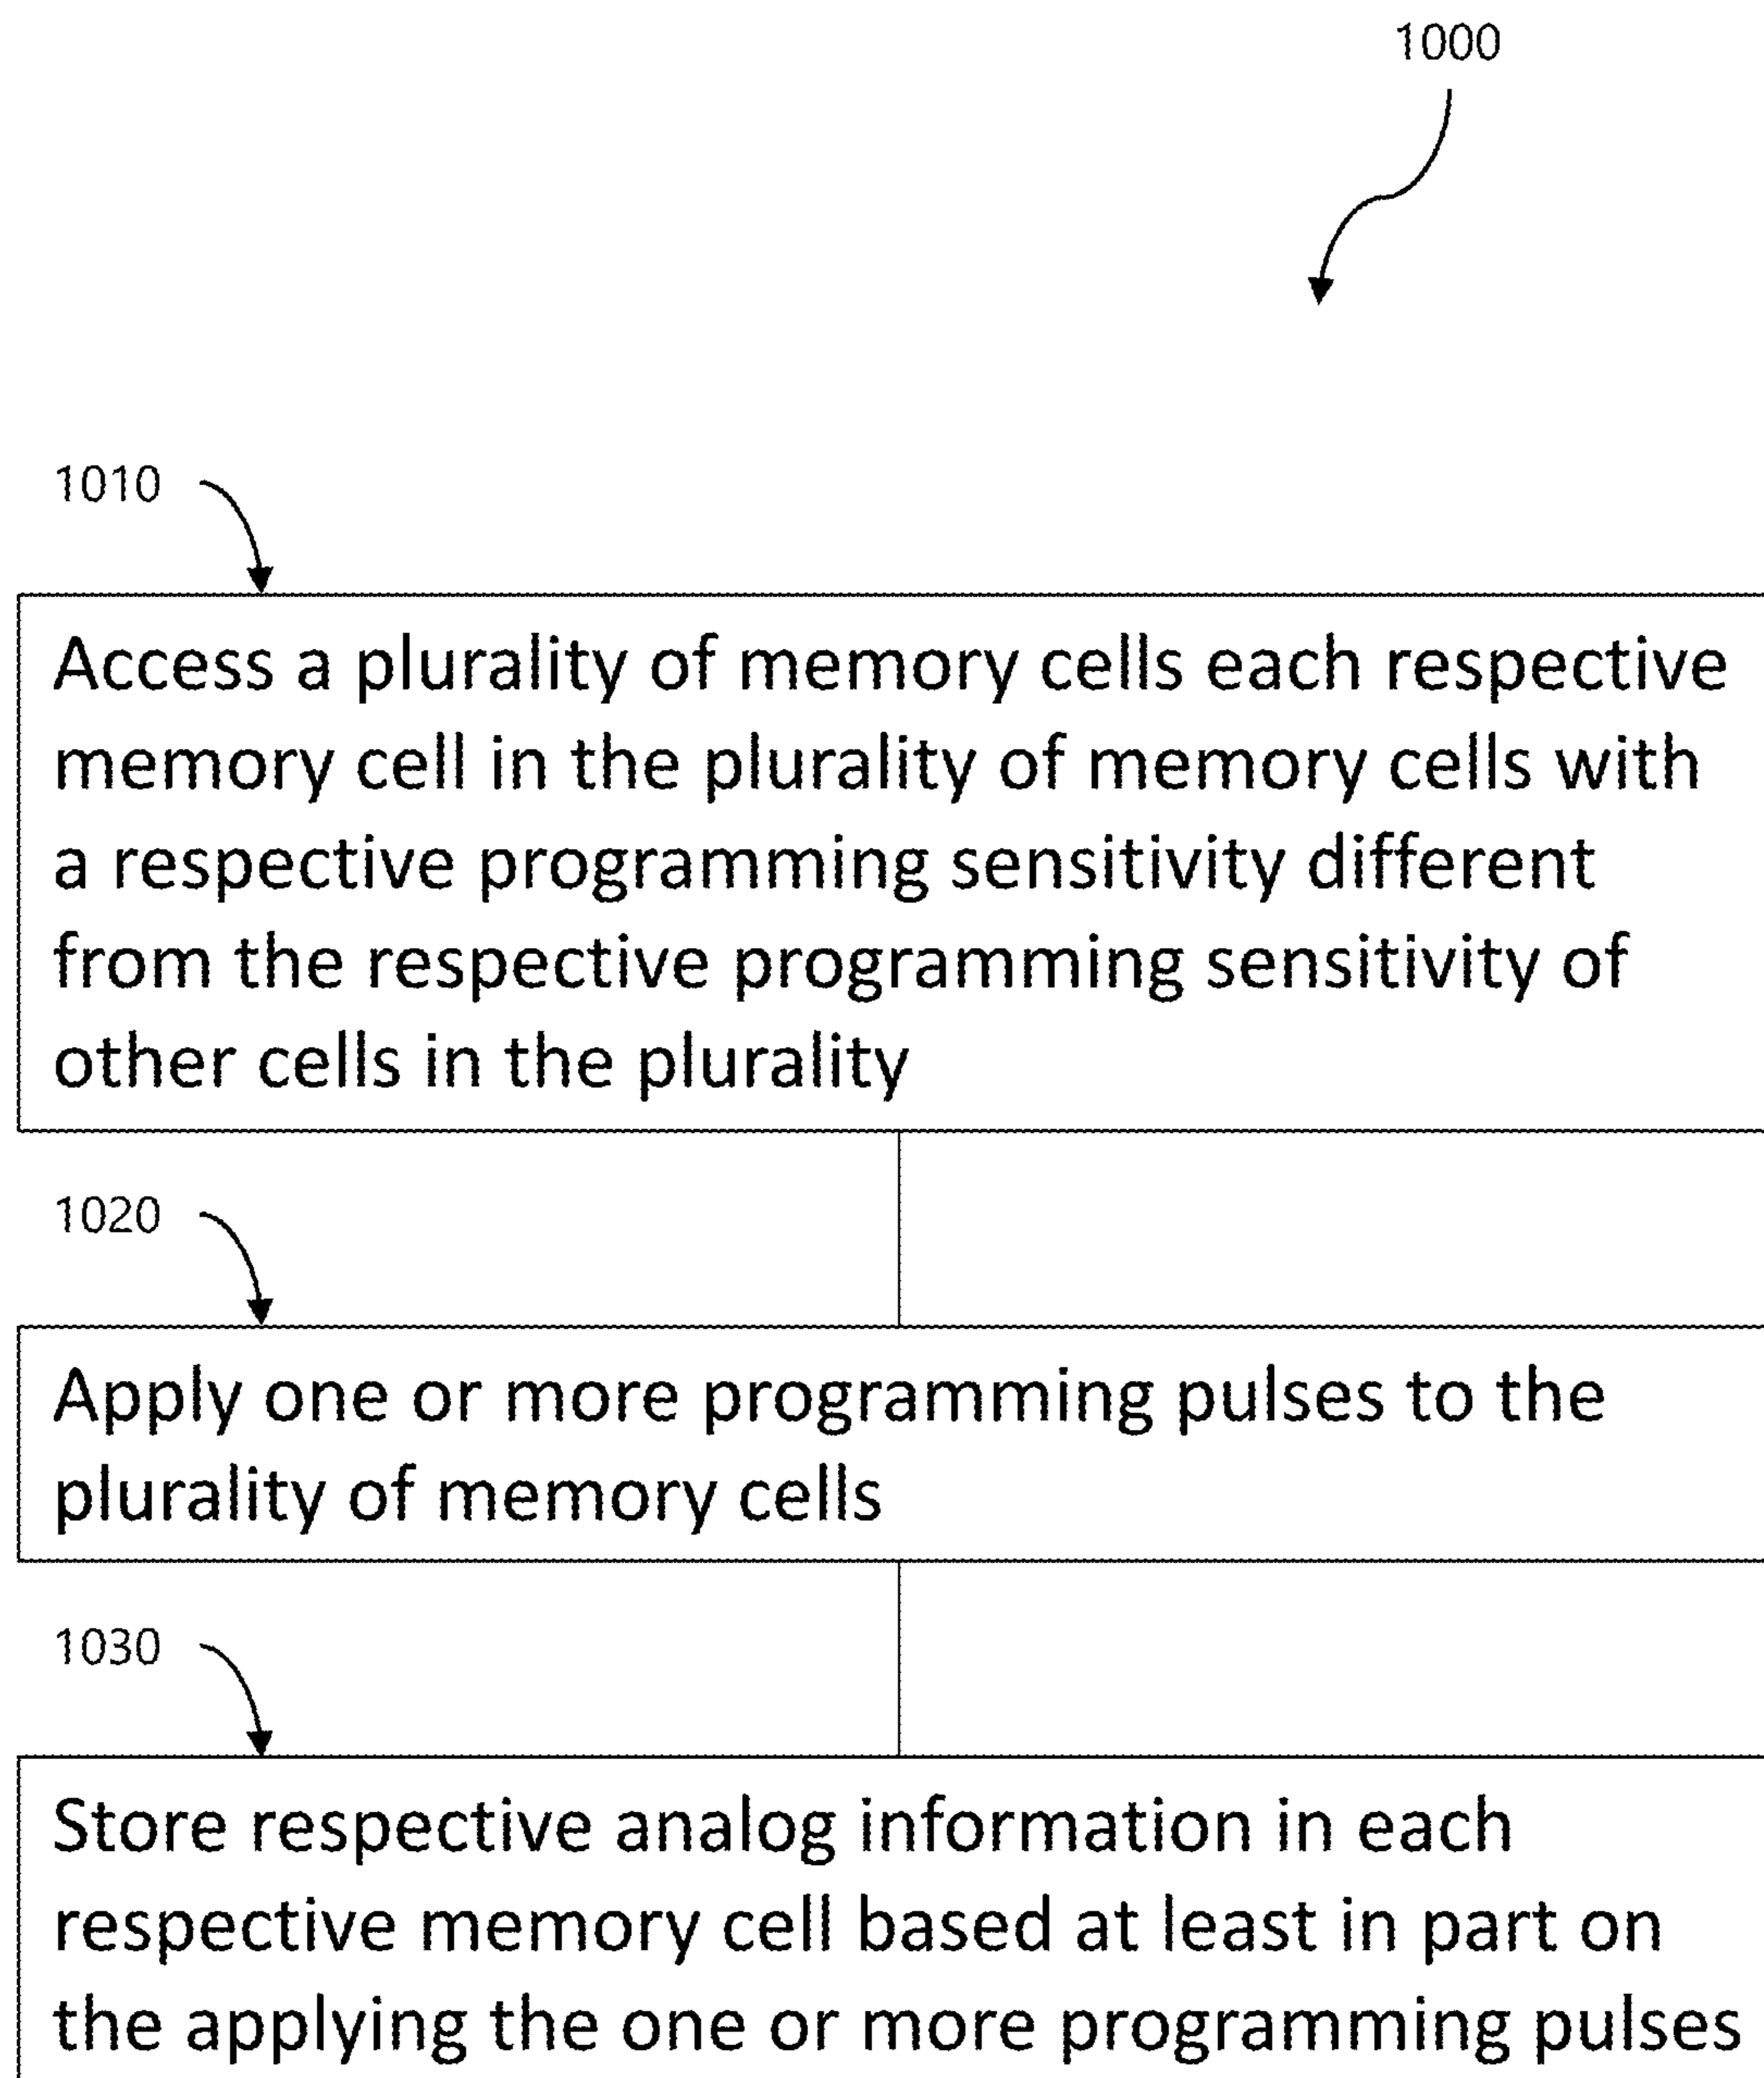 1000
1010
Access a plurality of memory cells each respective
memory cell in the plurality of memory cells with
a respective programming sensitivity different
from the respective programming sensitivity of
other cells in the plurality
1020
Apply one or more programming pulses to the
plurality of memory cells
1030
Store respective analog information in each
respective memory cell based at least in part on
the applying the one or more programming pulses